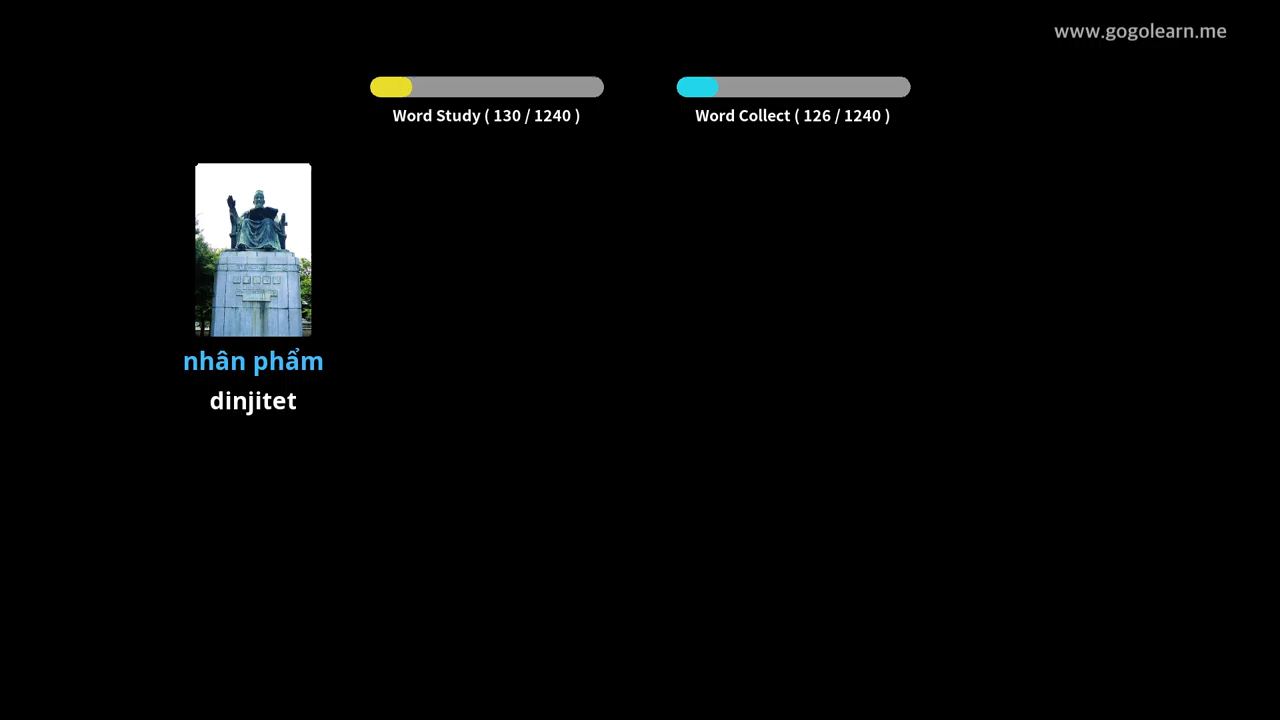 www.gogolearn.me
Word Study ( 130 / 1240 )
Word Collect ( 126 / 1240 )
nhân phẩm
dinjitet